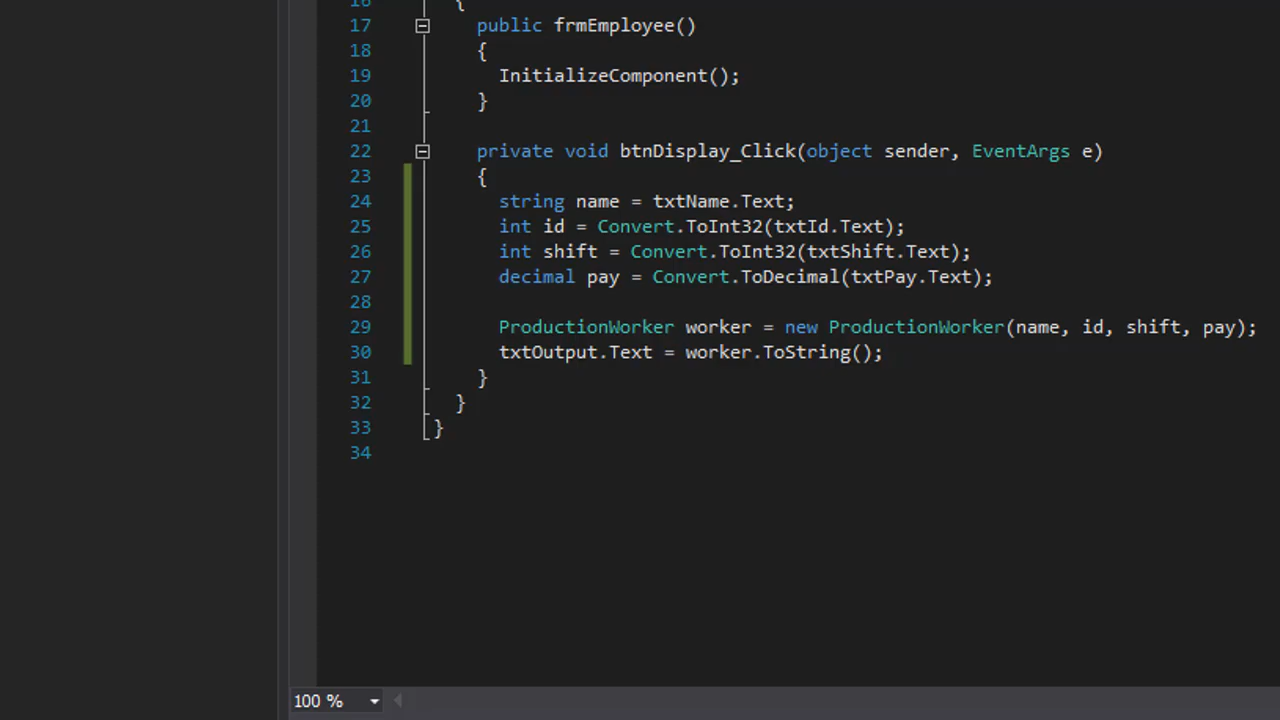 16 {
17 public frmEmployee()
18 {
19 InitializeComponent();
20 }
21
22 private void btnDisplay_Click(object sender, EventArgs e)
23 {
24 string name = txtName.Text;
25 int id = Convert.ToInt32(txtId.Text);
26 int shift = Convert.ToInt32(txtShift.Text);
27 decimal pay = Convert.ToDecimal(txtPay.Text);
28
29 ProductionWorker worker = new ProductionWorker(name, id, shift, pay);
30 txtOutput.Text = worker.ToString();
31 }
32 }
33 }
34
100 %